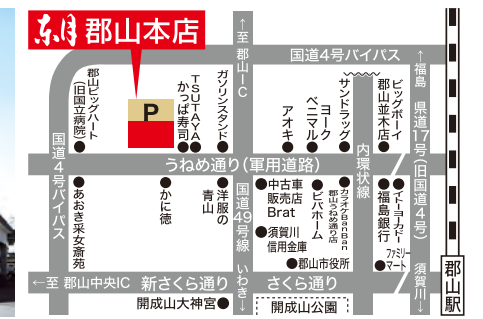 東月 郡山本店
←至 郡山IC
国道4号バイパス
←福島 県道17号(旧国道4号) 須賀川→
郡山ビッグハート
(旧国立病院)
P
TSUTAYA
かっぱ寿司
ガソリンスタンド
アオキ
ヨーク
ベニマル
サンドラッグ
ビッグボーイ
郡山並木店
うねめ通り(軍用道路)
内環状線
国道4号バイパス
あおき采女斎苑
かに徳
洋服の
青山
国道49号線
いわき→
中古車
販売店
Brat
須賀川
信用金庫
ビバホーム
カラオケBanBan
郡山うねめ通り店
イトーヨーカドー
福島銀行
ファミリー
マート
郡山市役所
←至 郡山中央IC
新さくら通り
さくら通り
開成山大神宮
開成山公園
郡山駅